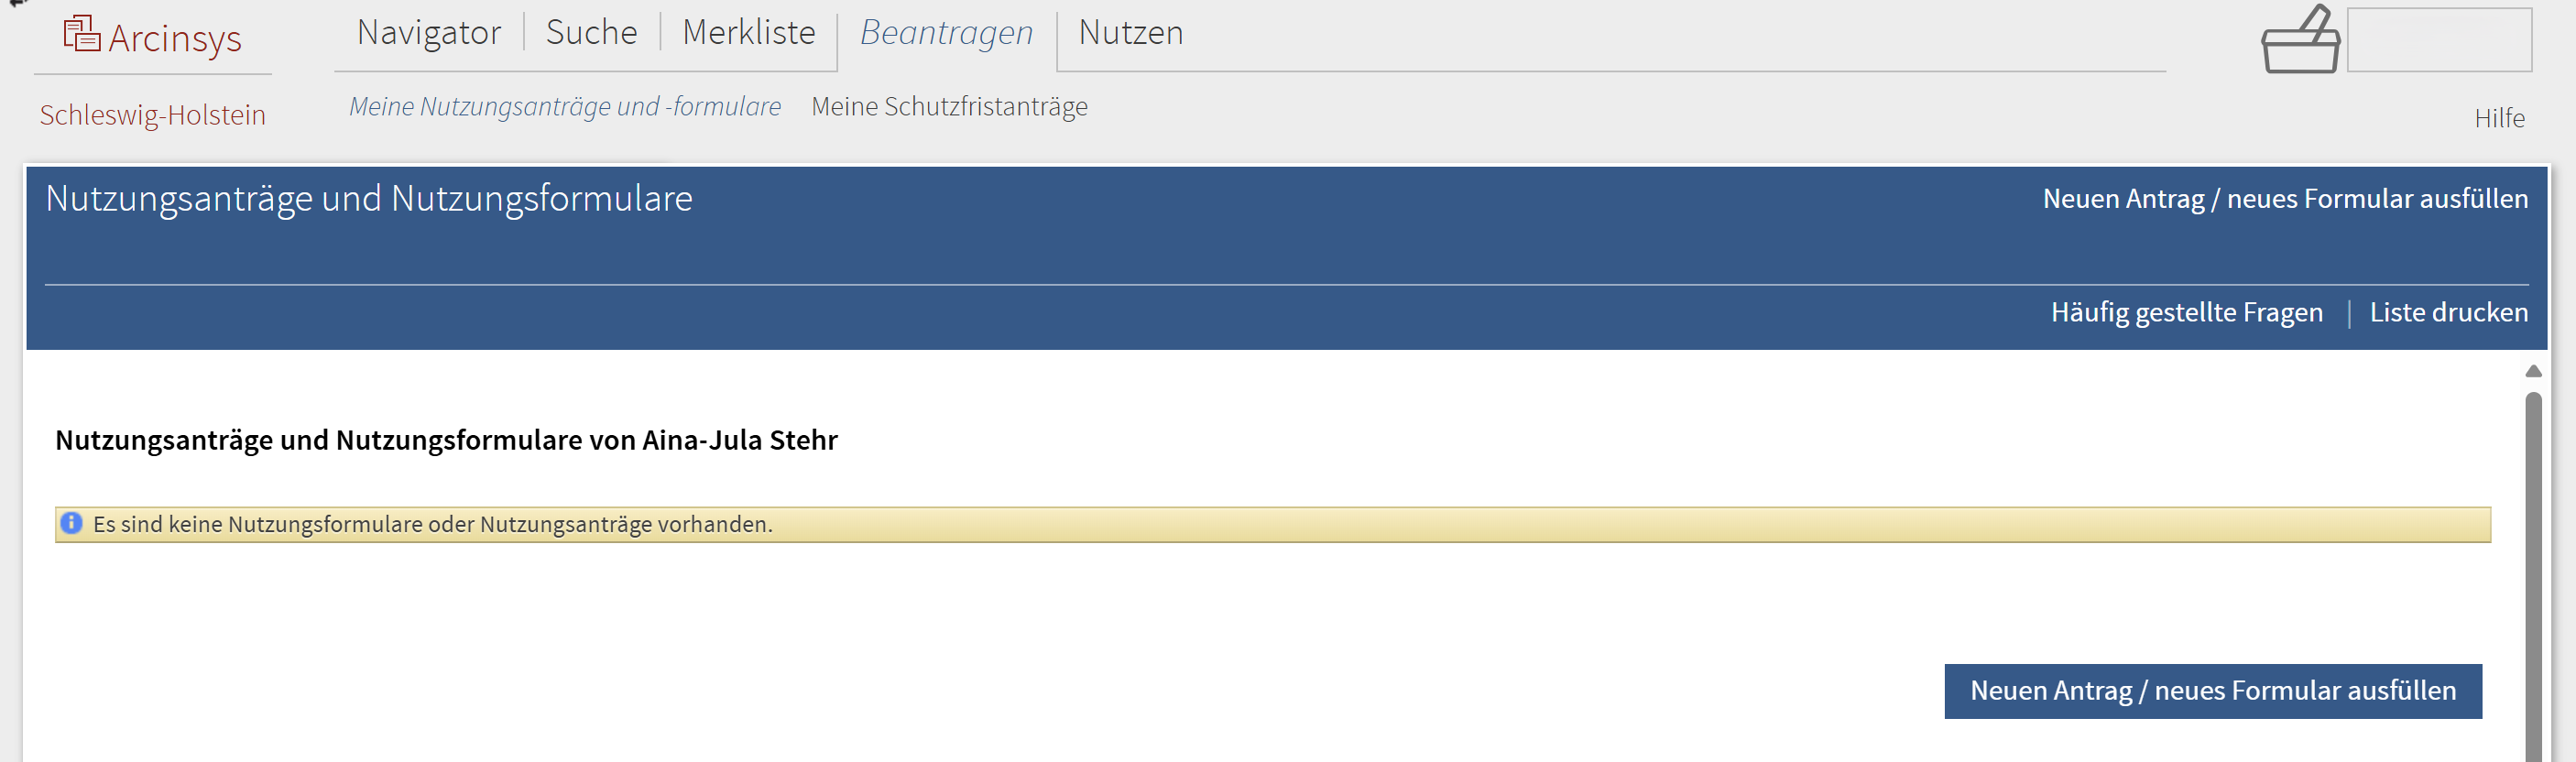 Arcinsys
Navigator Suche Merkliste Beantragen Nutzen
Schleswig-Holstein
Meine Nutzungsanträge und -formulare Meine Schutzfristanträge
Hilfe
Nutzungsanträge und Nutzungsformulare
Neuen Antrag / neues Formular ausfüllen
Häufig gestellte Fragen | Liste drucken
Nutzungsanträge und Nutzungsformulare von Aina-Jula Stehr
Es sind keine Nutzungsformulare oder Nutzungsanträge vorhanden.
Neuen Antrag / neues Formular ausfüllen